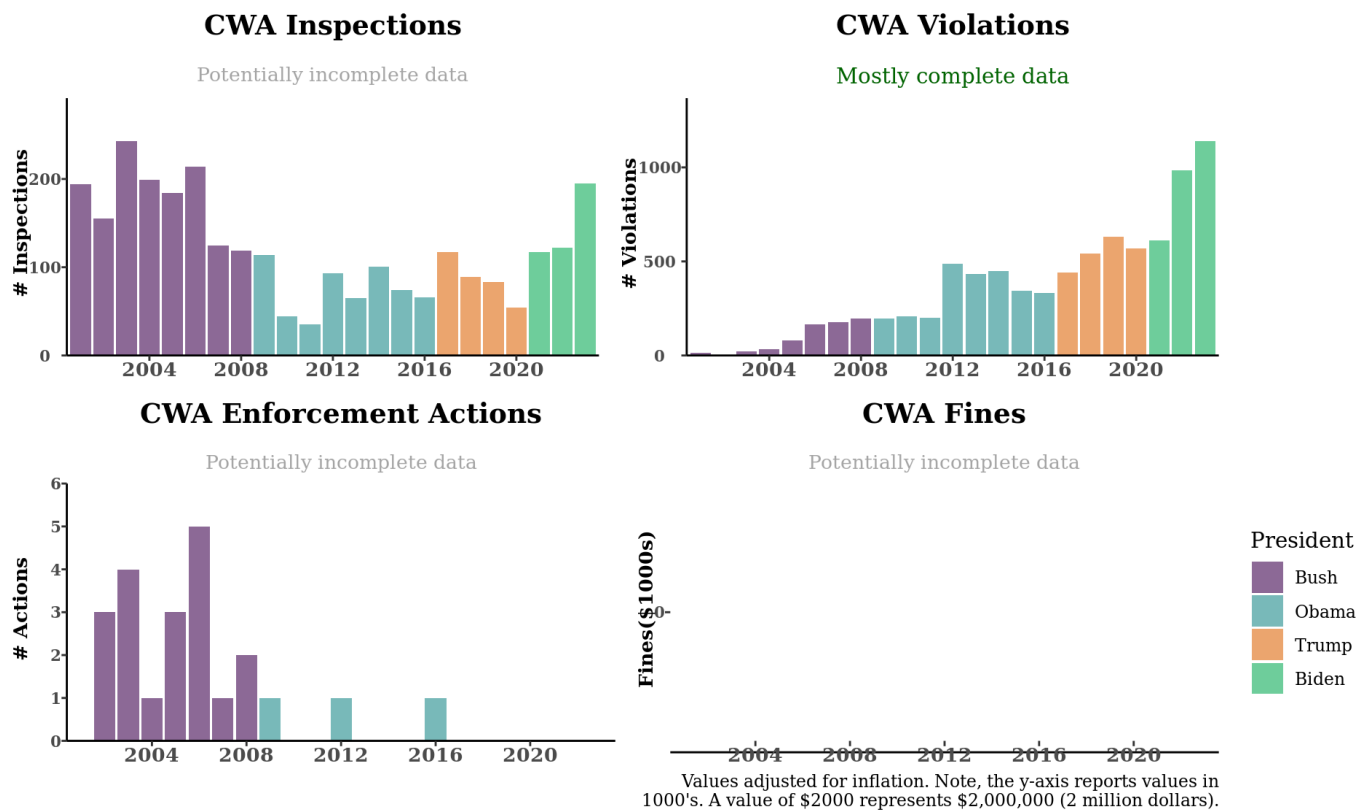 CWA Inspections
Potentially incomplete data
# Inspections
200
100
0
2004 2008 2012 2016 2020
CWA Violations
Mostly complete data
# Violations
1000
500
0
2004 2008 2012 2016 2020
CWA Enforcement Actions
Potentially incomplete data
# Actions
6
5
4
3
2
1
0
2004 2008 2012 2016 2020
CWA Fines
Potentially incomplete data
Fines($1000s)
$0
2004 2008 2012 2016 2020
Values adjusted for inflation. Note, the y-axis reports values in
1000's. A value of $2000 represents $2,000,000 (2 million dollars).
President
Bush
Obama
Trump
Biden